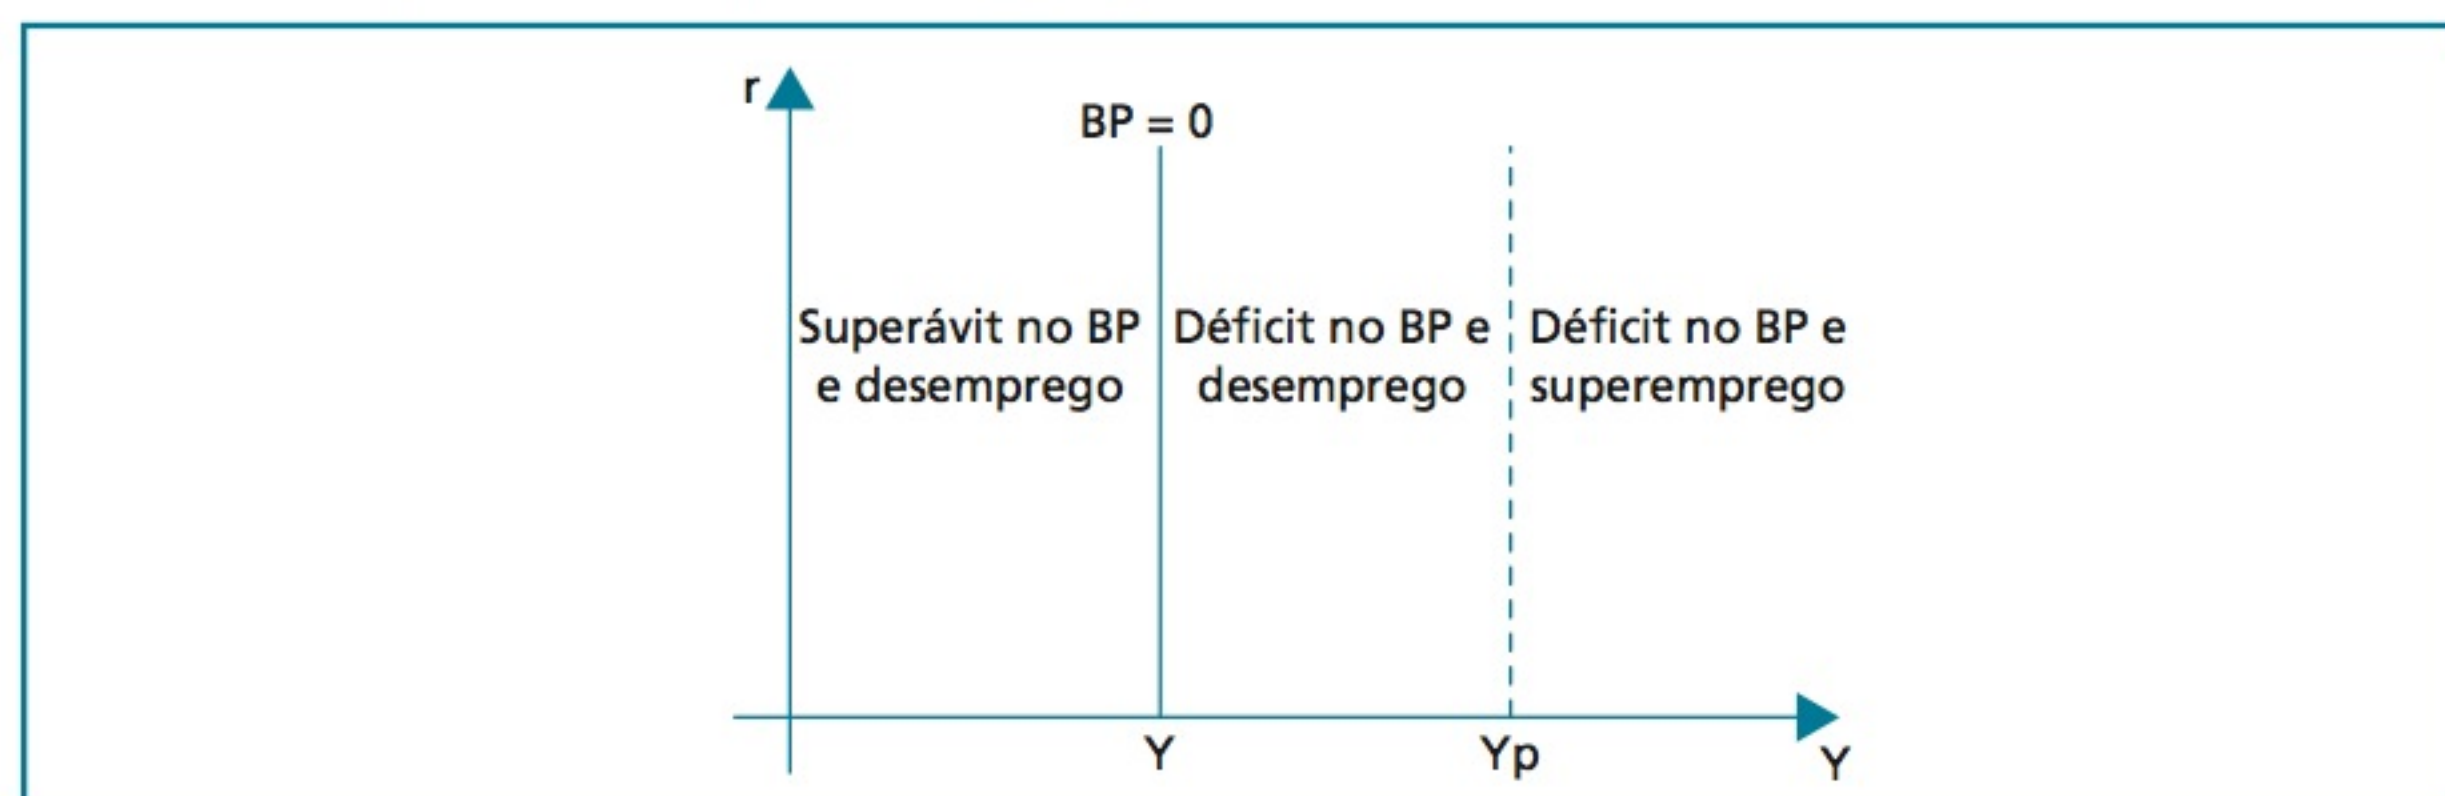 r
BP = 0
Superávit no BP
e desemprego
Déficit no BP e
desemprego
Déficit no BP e
superemprego
Y
Yp
Y